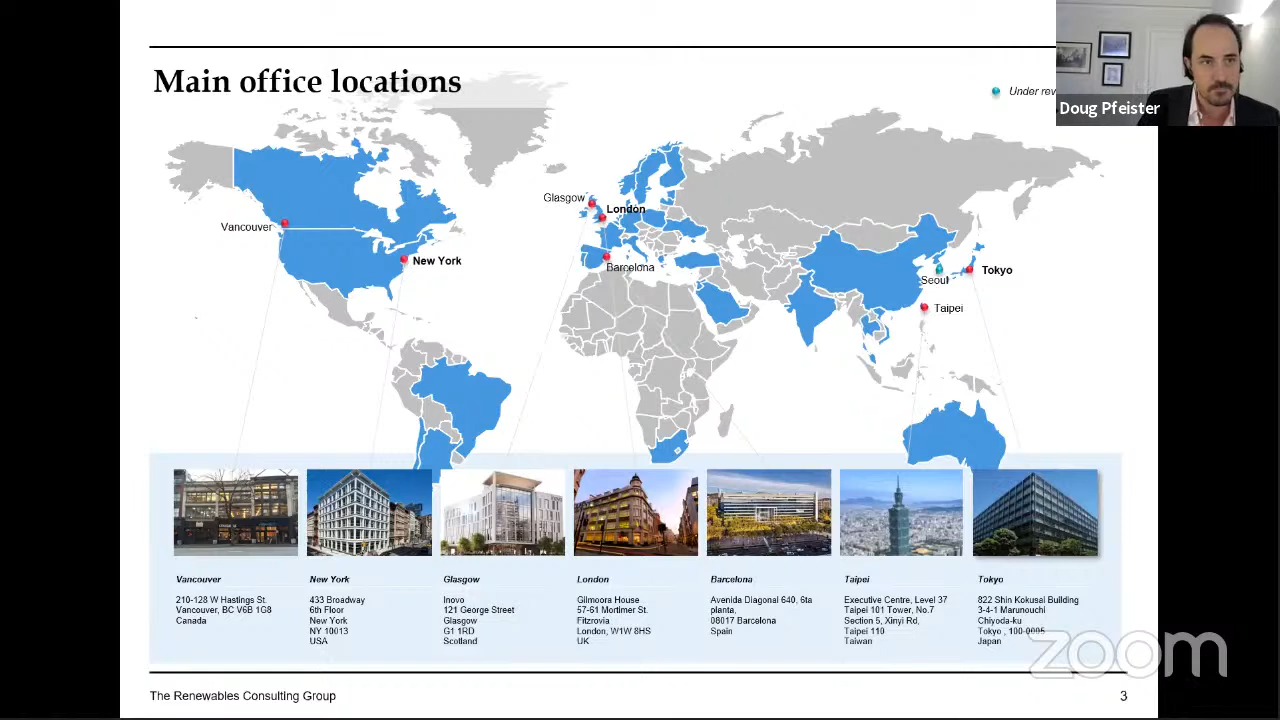 Main office locations
Under
Doug Pfeister
Glasgow
London
Vancouver
New York
Barcelona
Seoul
Tokyo
Taipei
Vancouver
210-128 W Hastings St.
Vancouver, BC V6B 1G8
Canada
New York
433 Broadway
6th Floor
New York
NY 10013
USA
Glasgow
Inovo
121 George Street
Glasgow
G1 1RD
Scotland
London
Gilmoora House
57-61 Mortimer St.
Fitzrovia
London, W1W 8HS
UK
Barcelona
Avenida Diagonal 640, 6ta
planta,
08017 Barcelona
Spain
Taipei
Executive Centre, Level 37
Taipei 101 Tower, No.7
Section 5, Xinyi Rd,
Taipei 110
Taiwan
Tokyo
822 Shin Kokusai Building
3-4-1 Marunouchi
Chiyoda-ku
Tokyo , 100-0005
Japan
zoom
The Renewables Consulting Group
3